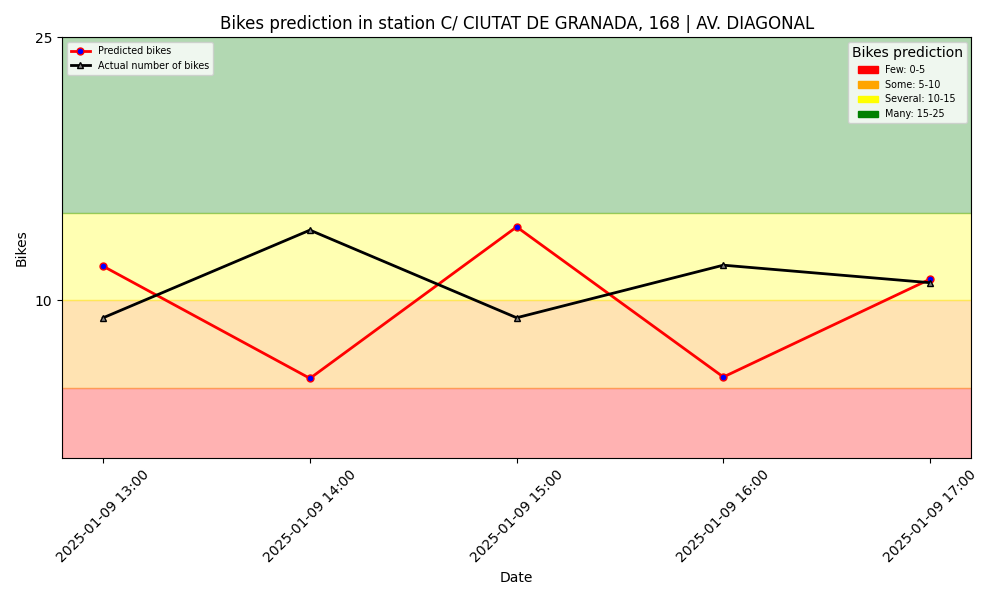 Bikes prediction in station C/ CIUTAT DE GRANADA, 168 | AV. DIAGONAL
Predicted bikes
Actual number of bikes
Bikes prediction
Few: 0-5
Some: 5-10
Several: 10-15
Many: 15-25
25
10
Bikes
2025-01-09 13:00
2025-01-09 14:00
2025-01-09 15:00
2025-01-09 16:00
2025-01-09 17:00
Date